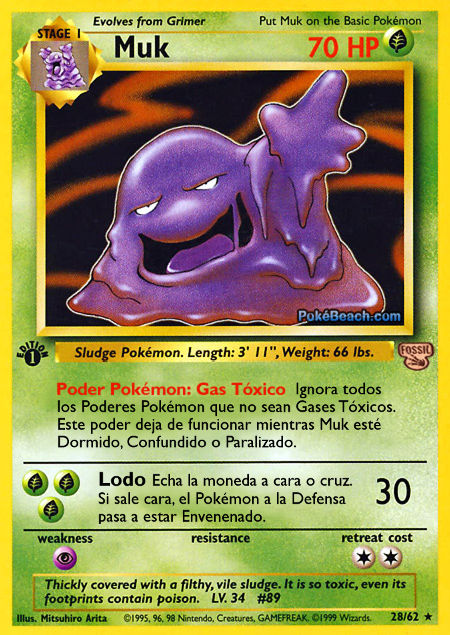 Evolves from Grimer
Put Muk on the Basic Pokémon
STAGE 1
Muk
70 HP
PokéBeach.com
EDITION
1
Sludge Pokémon. Length: 3' 11", Weight: 66 lbs.
FOSSIL
Poder Pokémon: Gas Tóxico Ignora todos
los Poderes Pokémon que no sean Gases Tóxicos.
Este poder deja de funcionar mientras Muk esté
Dormido, Confundido o Paralizado.
Lodo Echa la moneda a cara o cruz.
Si sale cara, el Pokémon a la Defensa
pasa a estar Envenenado.
30
weakness
resistance
retreat cost
Thickly covered with a filthy, vile sludge. It is so toxic, even its
footprints contain poison. LV. 34 #89
Illus. Mitsuhiro Arita
©1995, 96, 98 Nintendo, Creatures, GAMEFREAK. ©1999 Wizards.
28/62 ★